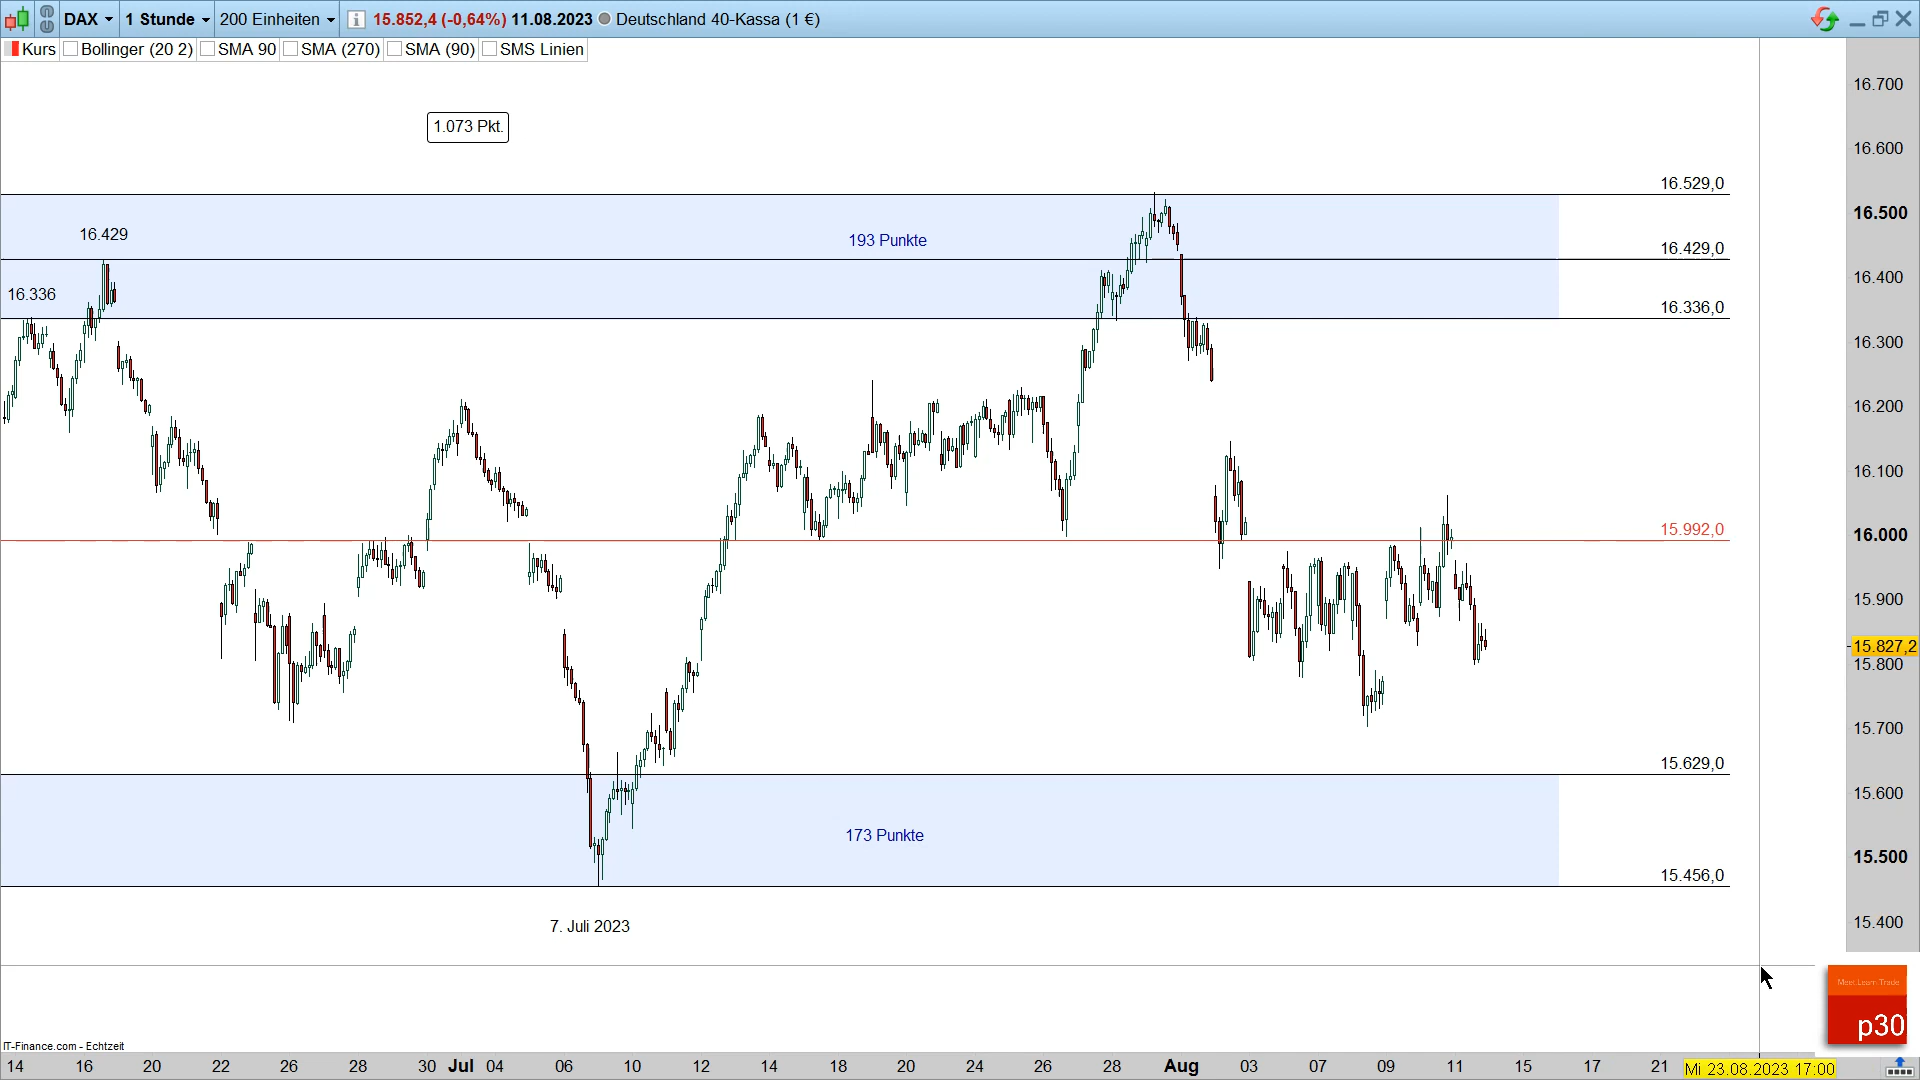 DAX 1 Stunde 200 Einheiten 15.852,4 (-0,64%) 11.08.2023 Deutschland 40-Kassa (1 €)
Kurs Bollinger (20 2) SMA 90 SMA (270) SMA (90) SMS Linien
16.700
1.073 Pkt.
16.600
16.529,0
16.500
16.429
193 Punkte
16.429,0
16.400
16.336
16.336,0
16.300
16.200
16.100
15.992,0
16.000
15.900
15.827,2
15.800
15.700
15.629,0
15.600
173 Punkte
15.500
15.456,0
7. Juli 2023
15.400
Meet.Learn.Trade
p30
IT-Finance.com - Echtzeit
14 16 20 22 26 28 30 Jul 04 06 10 12 14 18 20 24 26 28 Aug 03 07 09 11 15 17 21 Mi 23.08.2023 17:00